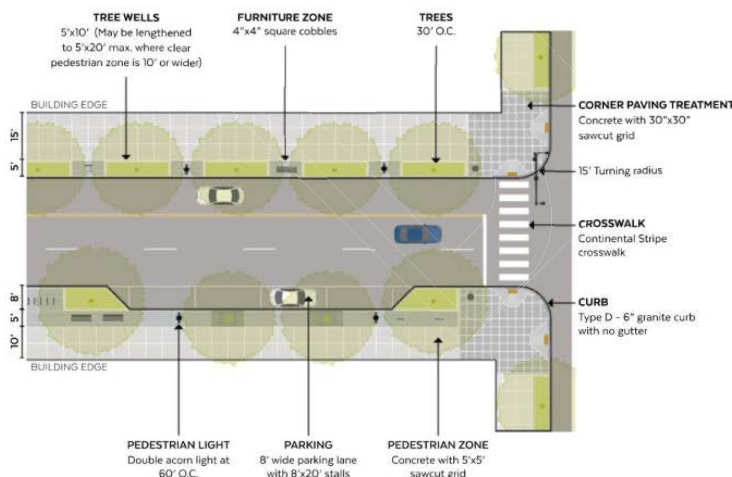 TREE WELLS
5'x10' (May be lengthened
to 5'x20' max. where clear
pedestrian zone is 10' or wider)
FURNITURE ZONE
4"x4" square cobbles
TREES
30' O.C.
BUILDING EDGE
15'
5'
CORNER PAVING TREATMENT
Concrete with 30"x30"
sawcut grid
15' Turning radius
CROSSWALK
Continental Stripe
crosswalk
8'
5'
10'
CURB
Type D - 6" granite curb
with no gutter
BUILDING EDGE
PEDESTRIAN LIGHT
Double acorn light at
60' O.C.
PARKING
8' wide parking lane
with 8'x20' stalls
PEDESTRIAN ZONE
Concrete with 5'x5'
sawcut grid